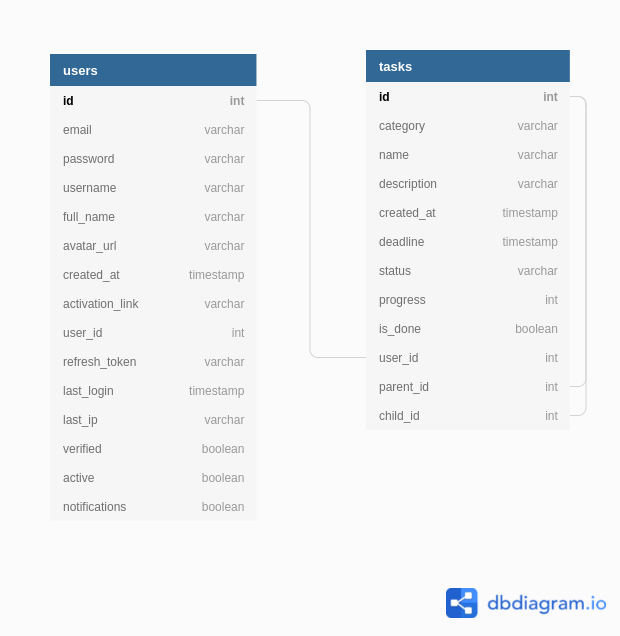 users
id int
email varchar
password varchar
username varchar
full_name varchar
avatar_url varchar
created_at timestamp
activation_link varchar
user_id int
refresh_token varchar
last_login timestamp
last_ip varchar
verified boolean
active boolean
notifications boolean
tasks
id int
category varchar
name varchar
description varchar
created_at timestamp
deadline timestamp
status varchar
progress int
is_done boolean
user_id int
parent_id int
child_id int
dbdiagram.io